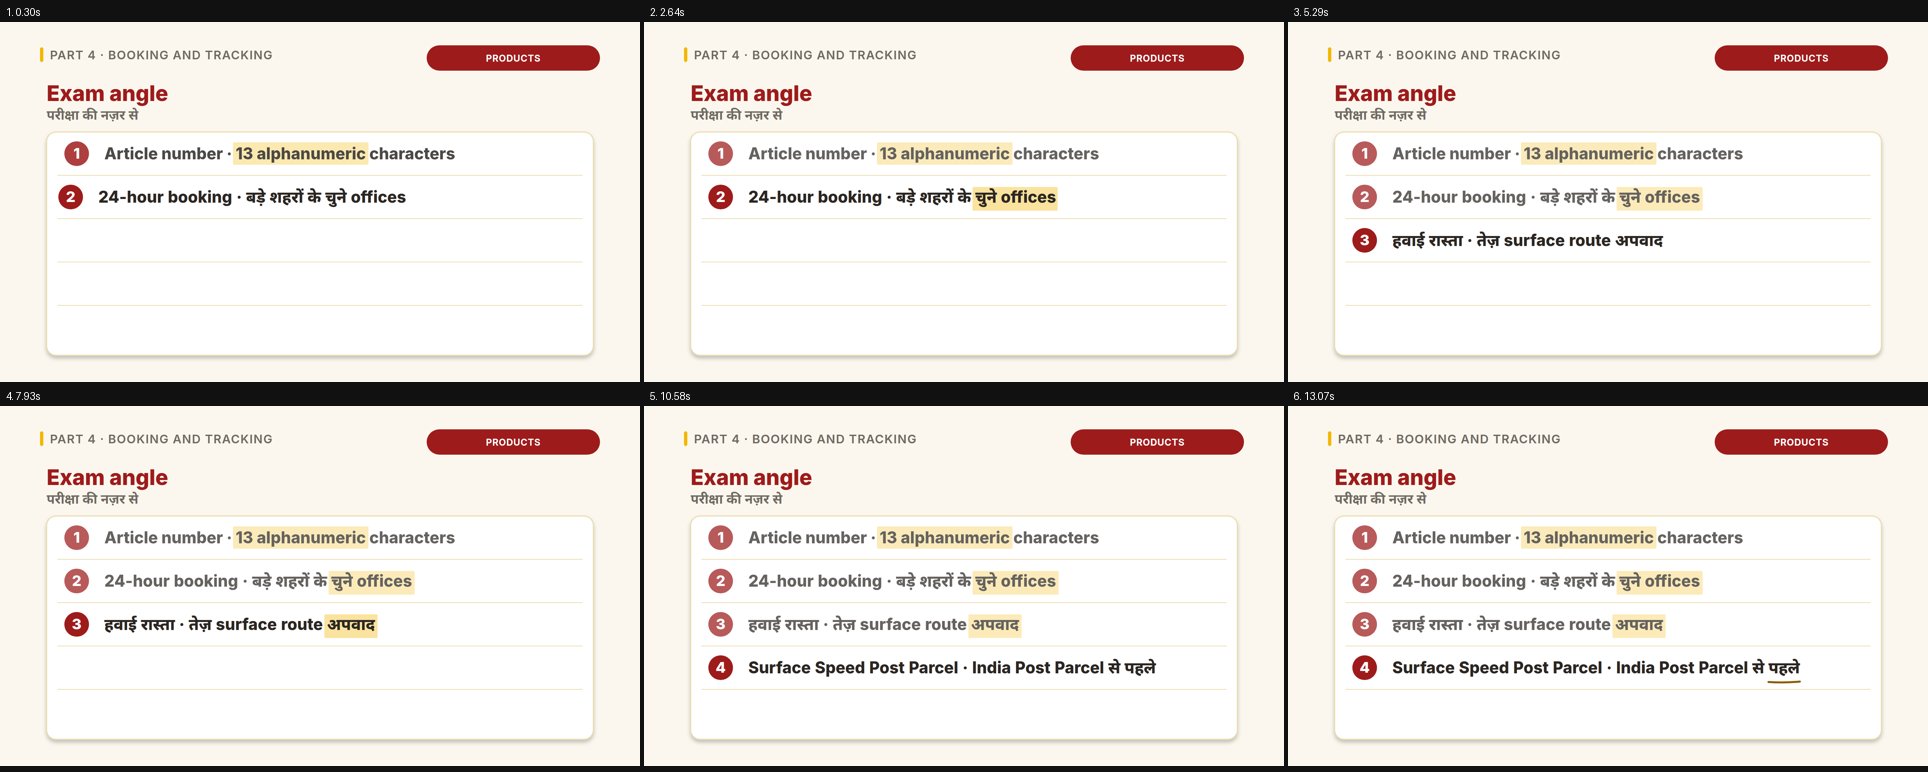 1. 0.30s
PART 4 · BOOKING AND TRACKING
PRODUCTS
Exam angle
परीक्षा की नज़र से
1 Article number · 13 alphanumeric characters
2 24-hour booking · बड़े शहरों के चुने offices
2. 2.64s
PART 4 · BOOKING AND TRACKING
PRODUCTS
Exam angle
परीक्षा की नज़र से
1 Article number · 13 alphanumeric characters
2 24-hour booking · बड़े शहरों के चुने offices
3. 5.29s
PART 4 · BOOKING AND TRACKING
PRODUCTS
Exam angle
परीक्षा की नज़र से
1 Article number · 13 alphanumeric characters
2 24-hour booking · बड़े शहरों के चुने offices
3 हवाई रास्ता · तेज़ surface route अपवाद
4. 7.93s
PART 4 · BOOKING AND TRACKING
PRODUCTS
Exam angle
परीक्षा की नज़र से
1 Article number · 13 alphanumeric characters
2 24-hour booking · बड़े शहरों के चुने offices
3 हवाई रास्ता · तेज़ surface route अपवाद
5. 10.58s
PART 4 · BOOKING AND TRACKING
PRODUCTS
Exam angle
परीक्षा की नज़र से
1 Article number · 13 alphanumeric characters
2 24-hour booking · बड़े शहरों के चुने offices
3 हवाई रास्ता · तेज़ surface route अपवाद
4 Surface Speed Post Parcel · India Post Parcel से पहले
6. 13.07s
PART 4 · BOOKING AND TRACKING
PRODUCTS
Exam angle
परीक्षा की नज़र से
1 Article number · 13 alphanumeric characters
2 24-hour booking · बड़े शहरों के चुने offices
3 हवाई रास्ता · तेज़ surface route अपवाद
4 Surface Speed Post Parcel · India Post Parcel से पहले